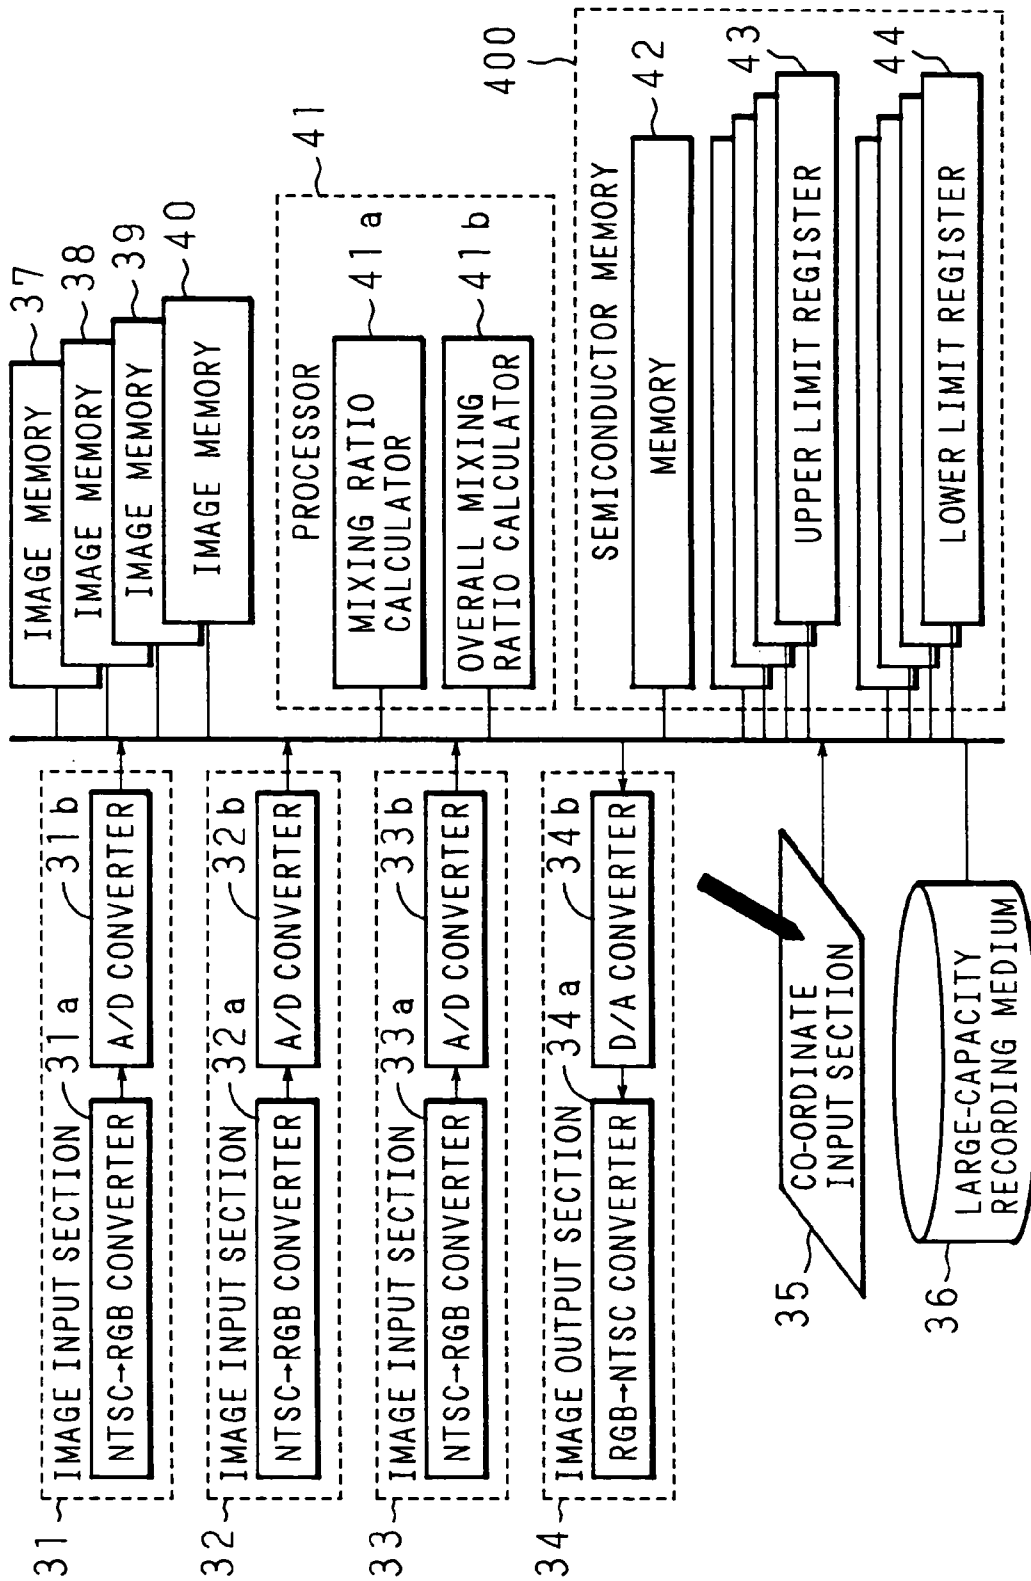 31
IMAGE INPUT SECTION
31a
31b
NTSC→RGB CONVERTER
A/D CONVERTER
32
IMAGE INPUT SECTION
32a
32b
NTSC→RGB CONVERTER
A/D CONVERTER
33
IMAGE INPUT SECTION
33a
33b
NTSC→RGB CONVERTER
A/D CONVERTER
34
IMAGE OUTPUT SECTION
34a
34b
RGB→NTSC CONVERTER
D/A CONVERTER
35
CO-ORDINATE
INPUT SECTION
36
LARGE-CAPACITY
RECORDING MEDIUM
IMAGE MEMORY
37
IMAGE MEMORY
38
IMAGE MEMORY
39
IMAGE MEMORY
40
41
PROCESSOR
41a
MIXING RATIO
CALCULATOR
41b
OVERALL MIXING
RATIO CALCULATOR
400
SEMICONDUCTOR MEMORY
42
MEMORY
43
UPPER LIMIT REGISTER
44
LOWER LIMIT REGISTER